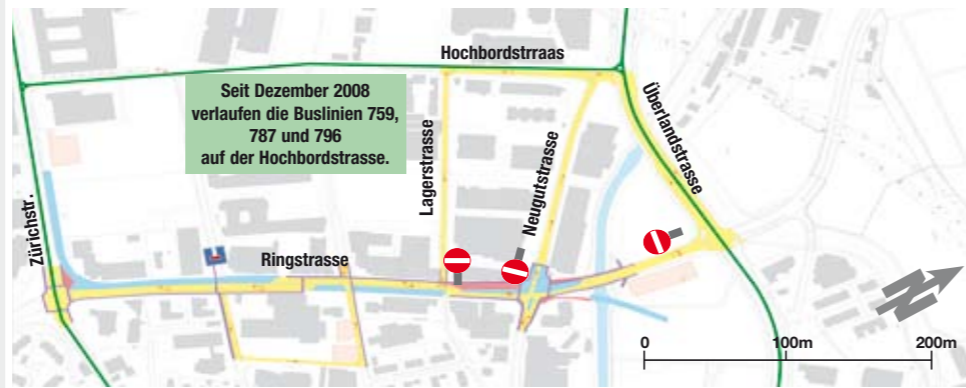 Hochbordstrraas
Seit Dezember 2008
verlaufen die Buslinien 759,
787 und 796
auf der Hochbordstrasse.
Überlandstrasse
Lagerstrasse
Neugutstrasse
Zürichstr.
Ringstrasse
N
0
100m
200m